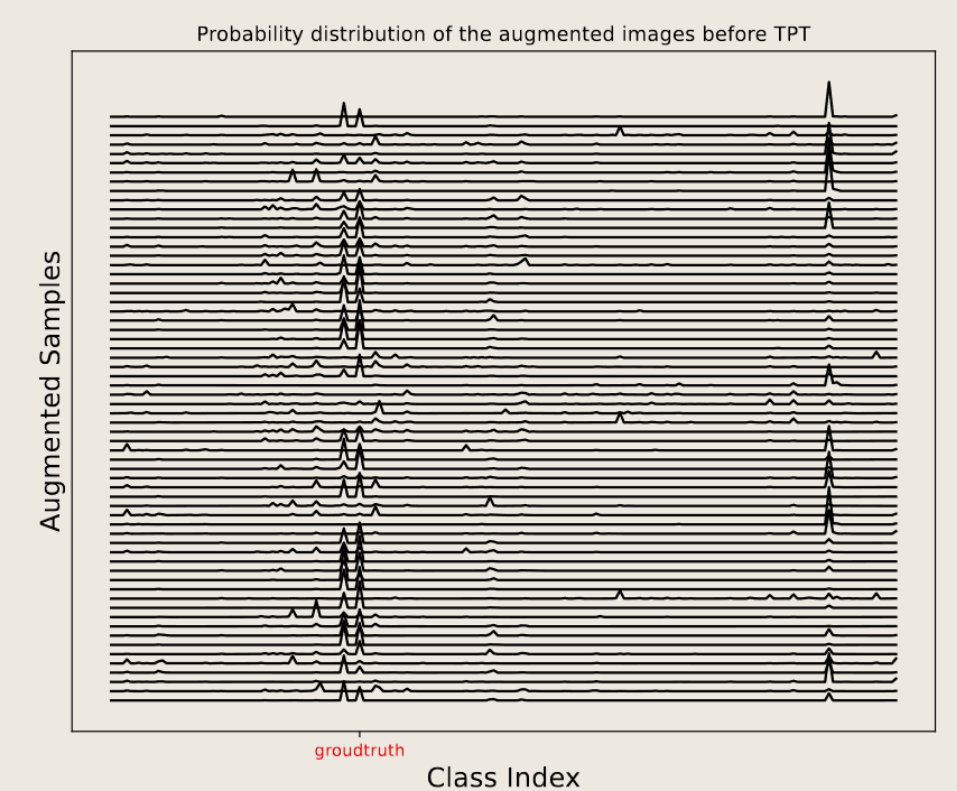 Probability distribution of the augmented images before TPT
Augmented Samples
groudtruth
Class Index